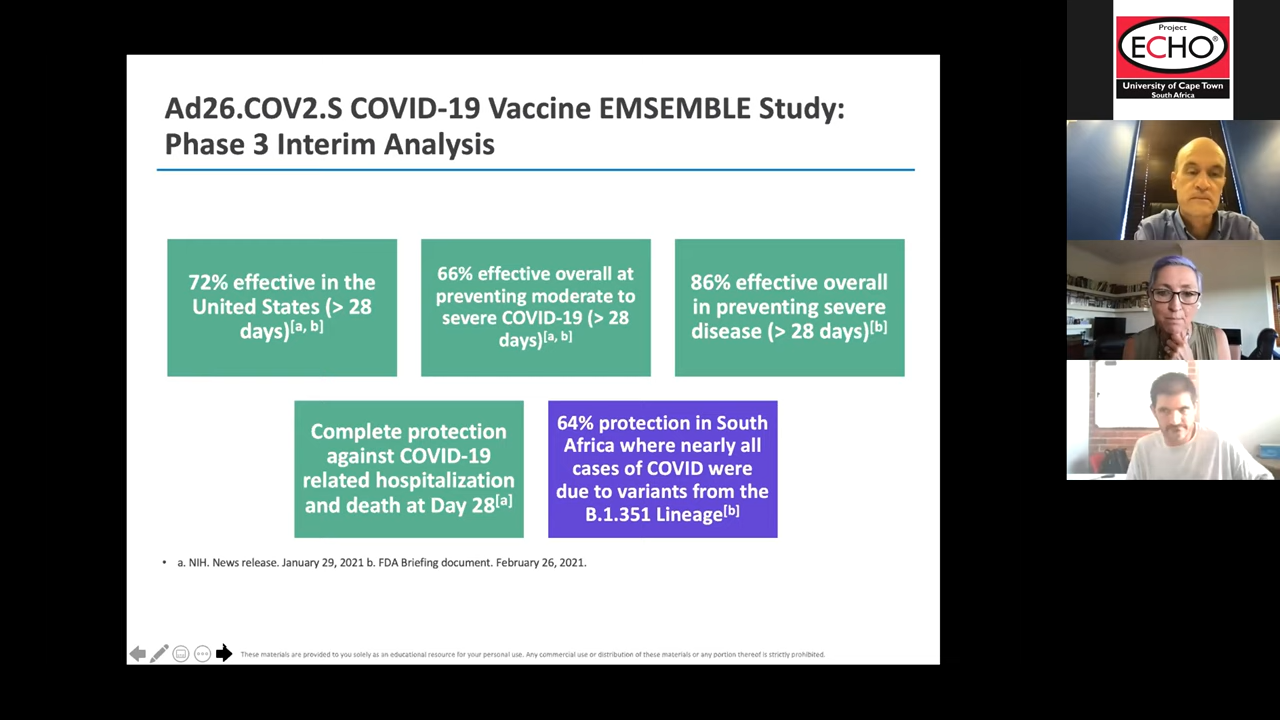 Ad26.COV2.S COVID-19 Vaccine EMSEMBLE Study:
Phase 3 Interim Analysis
72% effective in the
United States (> 28
days)[a, b]
66% effective overall at
preventing moderate to
severe COVID-19 (> 28
days)[a, b]
86% effective overall
in preventing severe
disease (> 28 days)[b]
Complete protection
against COVID-19
related hospitalization
and death at Day 28[a]
64% protection in South
Africa where nearly all
cases of COVID were
due to variants from the
B.1.351 Lineage[b]
• a. NIH. News release. January 29, 2021 b. FDA Briefing document. February 26, 2021.
These materials are provided to you solely as an educational resource for your personal use. Any commercial use or distribution of these materials or any portion thereof is strictly prohibited.
Project
ECHO®
University of Cape Town
South Africa